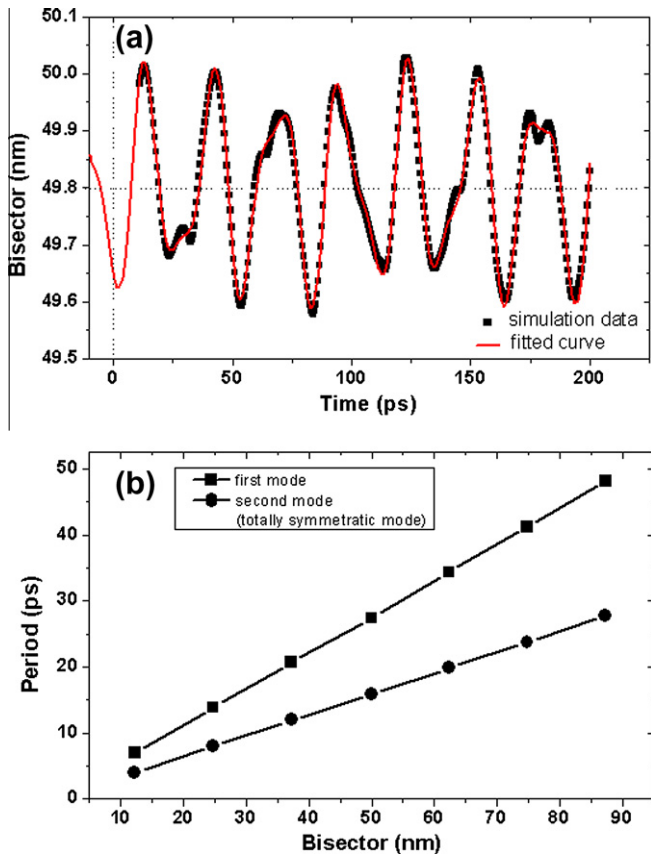 (a)
50.1
50.0
49.9
49.8
49.7
49.6
49.5
Bisector (nm)
simulation data
fitted curve
0
50
100
150
200
Time (ps)
(b)
first mode
second mode
(totally symmetratic mode)
50
40
30
20
10
0
Period (ps)
10
20
30
40
50
60
70
80
90
Bisector (nm)